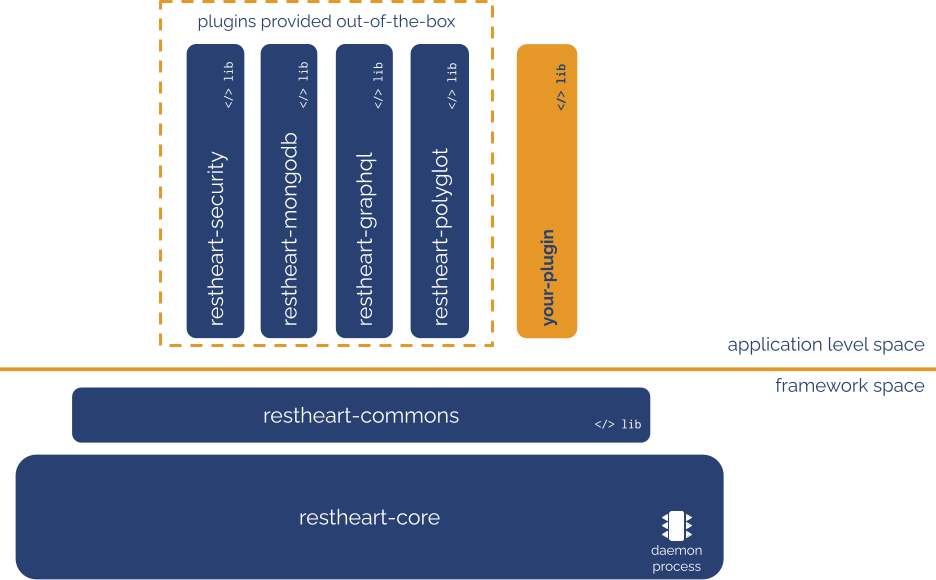 plugins provided out-of-the-box
restheart-security
</> lib
restheart-mongodb
</> lib
restheart-graphql
</> lib
restheart-polyglot
</> lib
your-plugin
</> lib
application level space
framework space
restheart-commons
</> lib
restheart-core
daemon
process